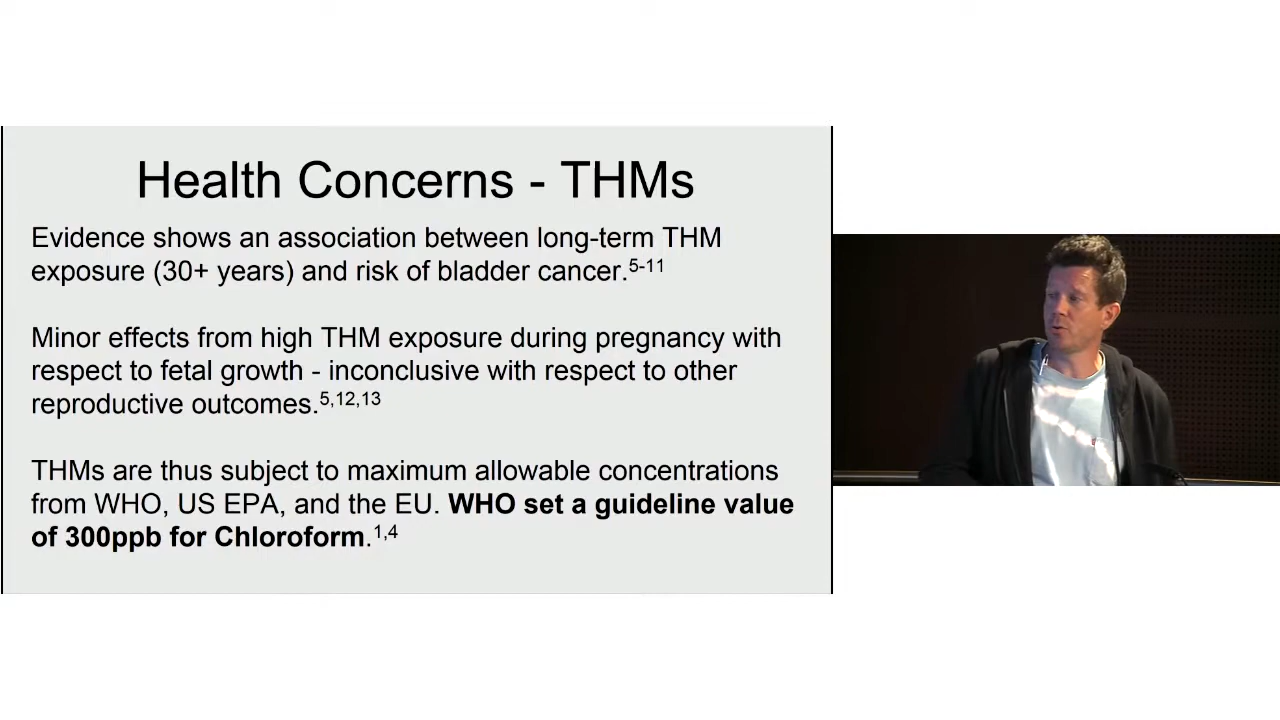 Health Concerns - THMs
Evidence shows an association between long-term THM
exposure (30+ years) and risk of bladder cancer.5-11
Minor effects from high THM exposure during pregnancy with
respect to fetal growth - inconclusive with respect to other
reproductive outcomes.5,12,13
THMs are thus subject to maximum allowable concentrations
from WHO, US EPA, and the EU. WHO set a guideline value
of 300ppb for Chloroform.1,4